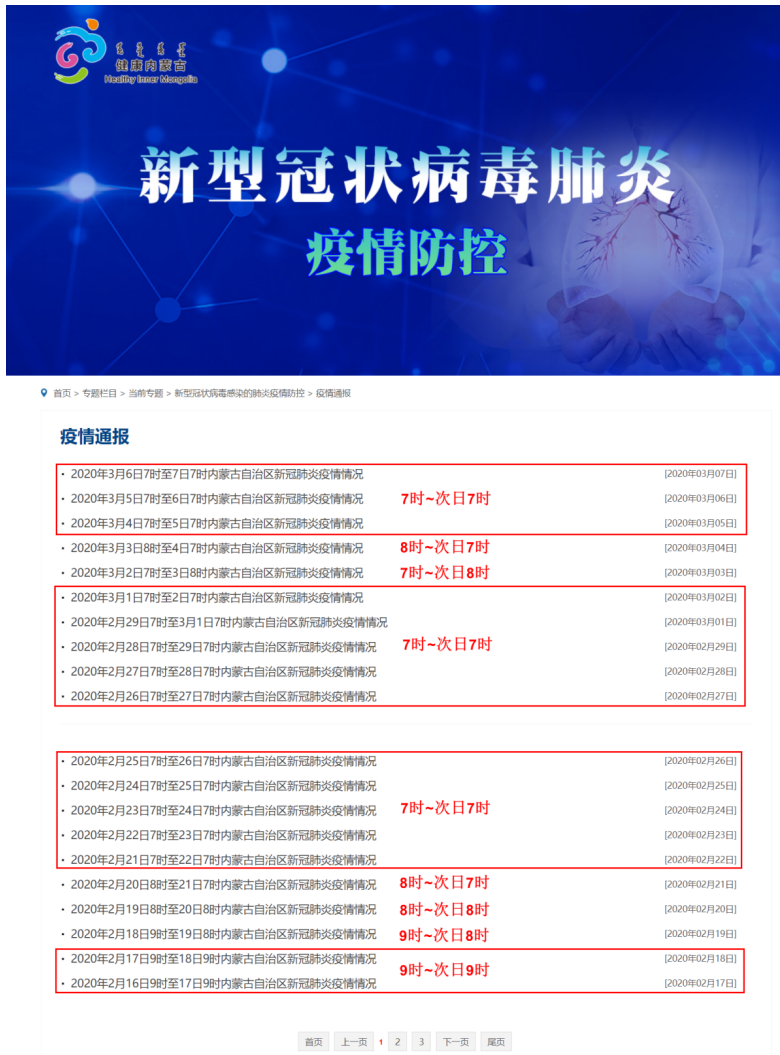 健康内蒙古
Healthy Inner Mongolia
新型冠状病毒肺炎
疫情防控
首页 > 专题栏目 > 当前专题 > 新型冠状病毒感染的肺炎疫情防控 > 疫情通报
疫情通报
· 2020年3月6日7时至7日7时内蒙古自治区新冠肺炎疫情情况 [2020年03月07日]
· 2020年3月5日7时至6日7时内蒙古自治区新冠肺炎疫情情况 7时~次日7时 [2020年03月06日]
· 2020年3月4日7时至5日7时内蒙古自治区新冠肺炎疫情情况 [2020年03月05日]
· 2020年3月3日8时至4日7时内蒙古自治区新冠肺炎疫情情况 8时~次日7时 [2020年03月04日]
· 2020年3月2日7时至3日8时内蒙古自治区新冠肺炎疫情情况 7时~次日8时 [2020年03月03日]
· 2020年3月1日7时至2日7时内蒙古自治区新冠肺炎疫情情况 [2020年03月02日]
· 2020年2月29日7时至3月1日7时内蒙古自治区新冠肺炎疫情情况 [2020年03月01日]
· 2020年2月28日7时至29日7时内蒙古自治区新冠肺炎疫情情况 7时~次日7时 [2020年02月29日]
· 2020年2月27日7时至28日7时内蒙古自治区新冠肺炎疫情情况 [2020年02月28日]
· 2020年2月26日7时至27日7时内蒙古自治区新冠肺炎疫情情况 [2020年02月27日]
· 2020年2月25日7时至26日7时内蒙古自治区新冠肺炎疫情情况 [2020年02月26日]
· 2020年2月24日7时至25日7时内蒙古自治区新冠肺炎疫情情况 [2020年02月25日]
· 2020年2月23日7时至24日7时内蒙古自治区新冠肺炎疫情情况 7时~次日7时 [2020年02月24日]
· 2020年2月22日7时至23日7时内蒙古自治区新冠肺炎疫情情况 [2020年02月23日]
· 2020年2月21日7时至22日7时内蒙古自治区新冠肺炎疫情情况 [2020年02月22日]
· 2020年2月20日8时至21日7时内蒙古自治区新冠肺炎疫情情况 8时~次日7时 [2020年02月21日]
· 2020年2月19日8时至20日8时内蒙古自治区新冠肺炎疫情情况 8时~次日8时 [2020年02月20日]
· 2020年2月18日9时至19日8时内蒙古自治区新冠肺炎疫情情况 9时~次日8时 [2020年02月19日]
· 2020年2月17日9时至18日9时内蒙古自治区新冠肺炎疫情情况 [2020年02月18日]
9时~次日9时
· 2020年2月16日9时至17日9时内蒙古自治区新冠肺炎疫情情况 [2020年02月17日]
首页 上一页 1 2 3 下一页 尾页